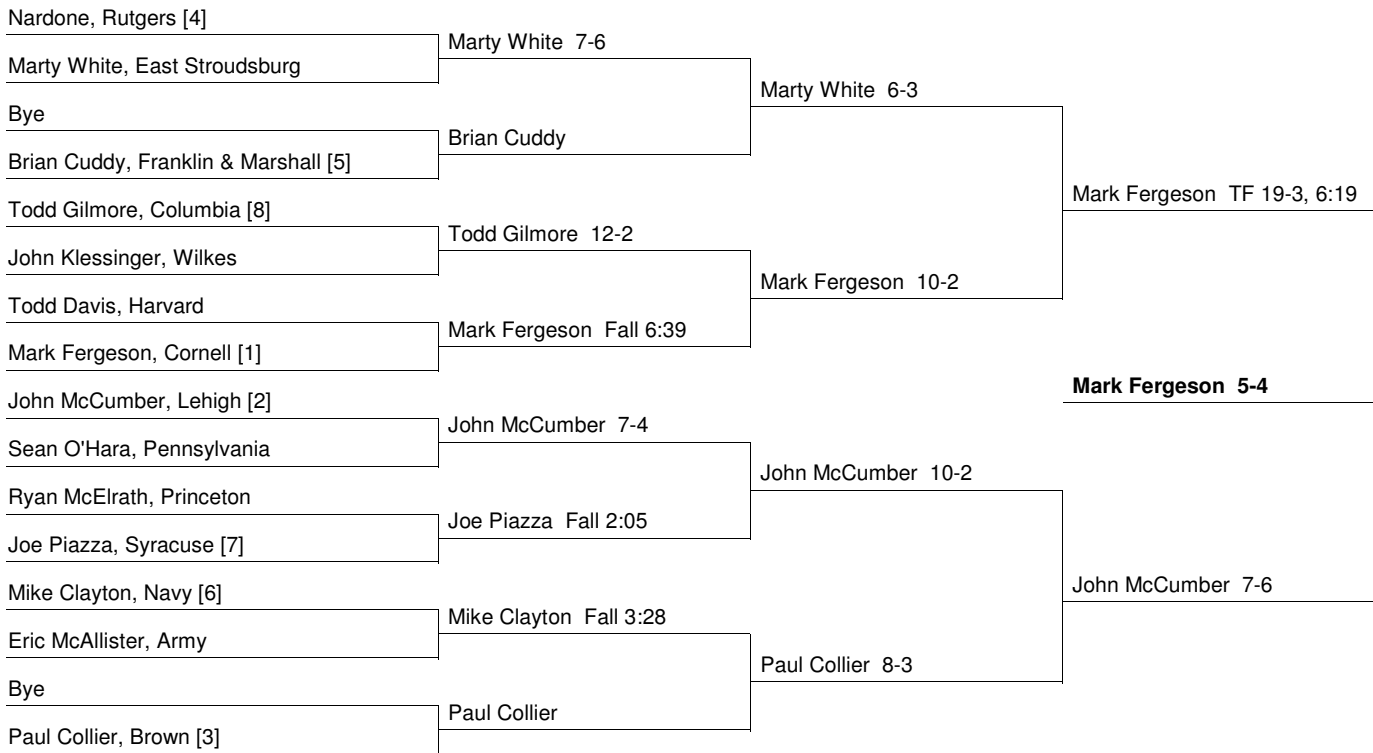 Nardone, Rutgers [4]
Marty White, East Stroudsburg
Bye
Brian Cuddy, Franklin & Marshall [5]
Todd Gilmore, Columbia [8]
John Klessinger, Wilkes
Todd Davis, Harvard
Mark Fergeson, Cornell [1]
John McCumber, Lehigh [2]
Sean O'Hara, Pennsylvania
Ryan McElrath, Princeton
Joe Piazza, Syracuse [7]
Mike Clayton, Navy [6]
Eric McAllister, Army
Bye
Paul Collier, Brown [3]
Marty White 7-6
Brian Cuddy
Todd Gilmore 12-2
Mark Fergeson Fall 6:39
John McCumber 7-4
Joe Piazza Fall 2:05
Mike Clayton Fall 3:28
Paul Collier
Marty White 6-3
Mark Fergeson 10-2
John McCumber 10-2
Paul Collier 8-3
Mark Fergeson TF 19-3, 6:19
John McCumber 7-6
Mark Fergeson 5-4